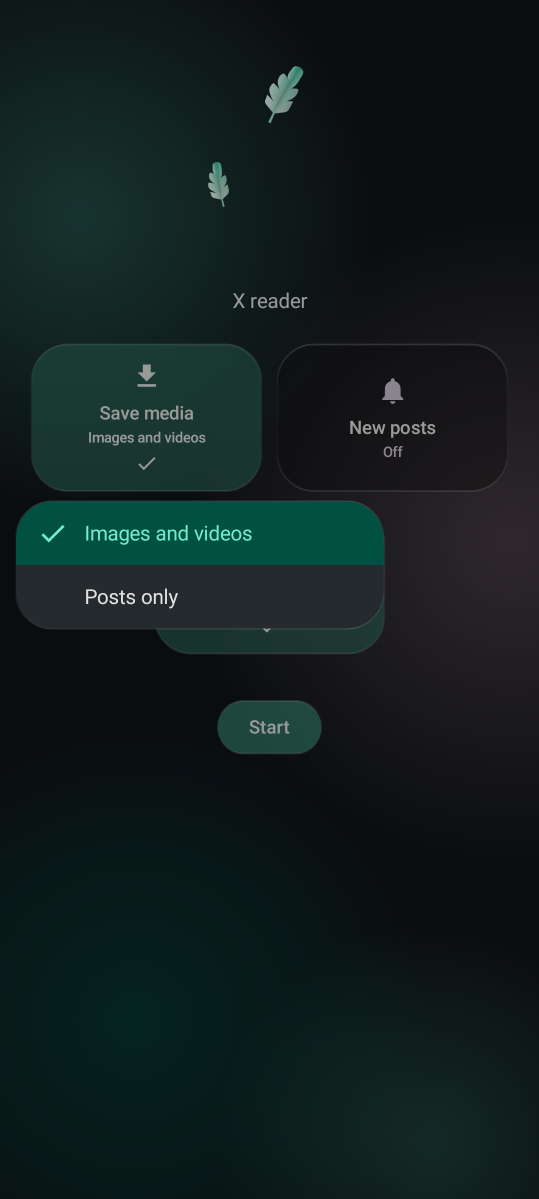 X reader
Save media
Images and videos
New posts
Off
Images and videos
Posts only
Start